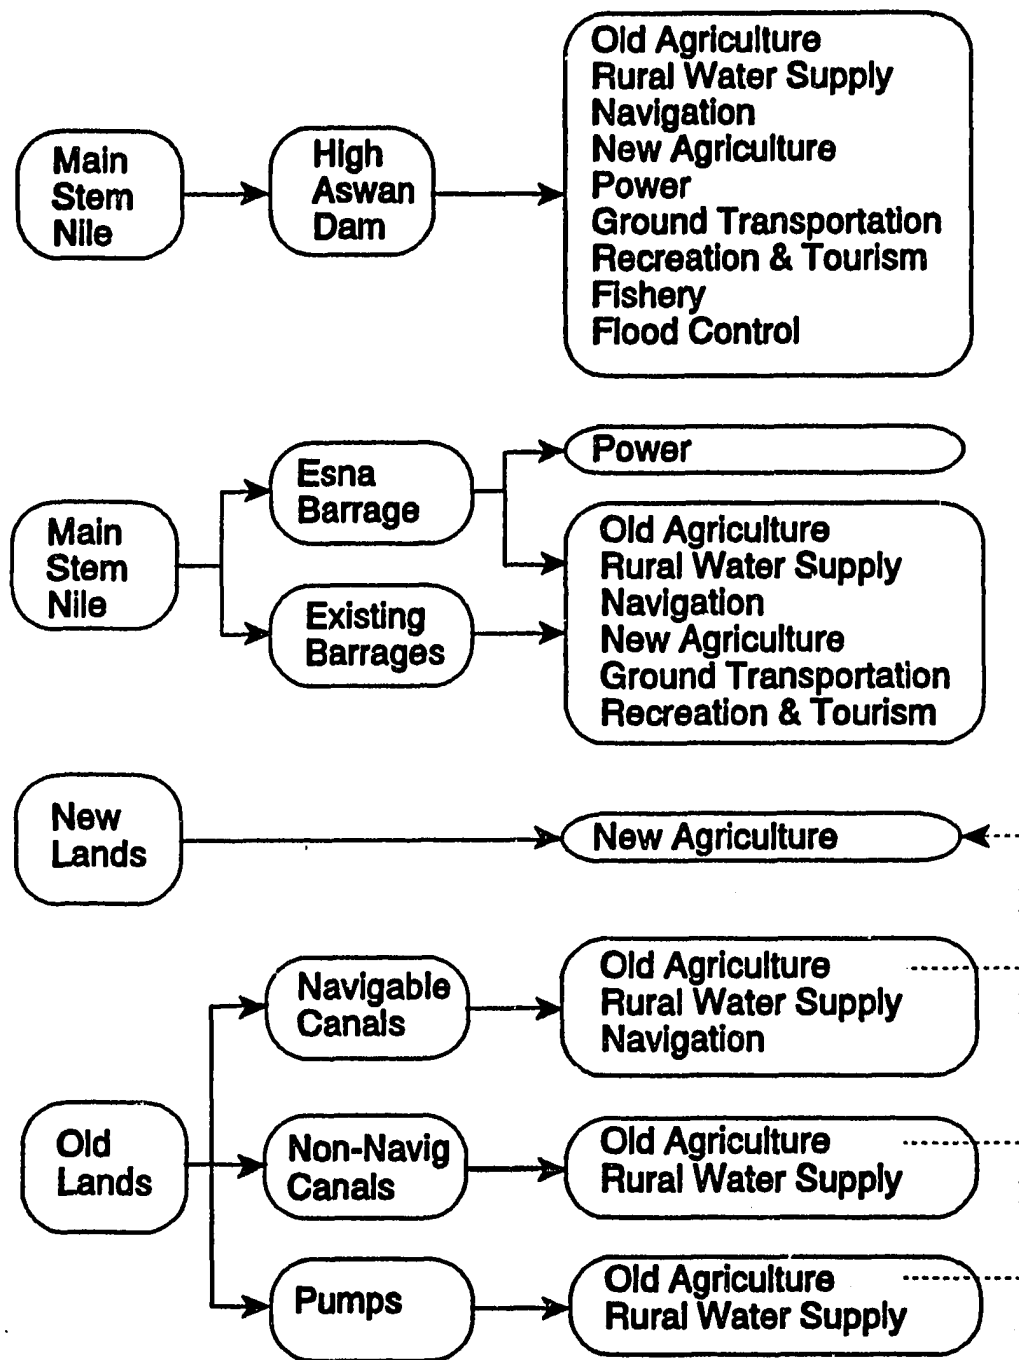 Main
Stem
Nile
High
Aswan
Dam
Old Agriculture
Rural Water Supply
Navigation
New Agriculture
Power
Ground Transportation
Recreation & Tourism
Fishery
Flood Control
Main
Stem
Nile
Esna
Barrage
Existing
Barrages
Power
Old Agriculture
Rural Water Supply
Navigation
New Agriculture
Ground Transportation
Recreation & Tourism
New
Lands
New Agriculture
Old
Lands
Navigable
Canals
Old Agriculture
Rural Water Supply
Navigation
Non-Navig
Canals
Old Agriculture
Rural Water Supply
Pumps
Old Agriculture
Rural Water Supply